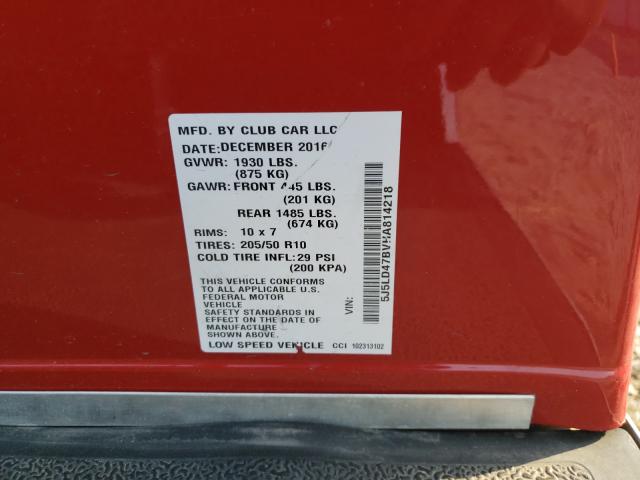 MFD. BY CLUB CAR LLC
DATE:DECEMBER 2016
GVWR: 1930 LBS.
(875 KG)
GAWR:FRONT 445 LBS.
(201 KG)
REAR 1485 LBS.
(674 KG)
RIMS: 10 x 7
TIRES: 205/50 R10
COLD TIRE INFL:29 PSI
(200 KPA)
THIS VEHICLE CONFORMS
TO ALL APPLICABLE U.S.
FEDERAL MOTOR
VEHICLE
SAFETY STANDARDS IN
EFFECT ON THE DATE OF
MANUFACTURE
SHOWN ABOVE.
LOW SPEED VEHICLE CCI 102313102
VIN: